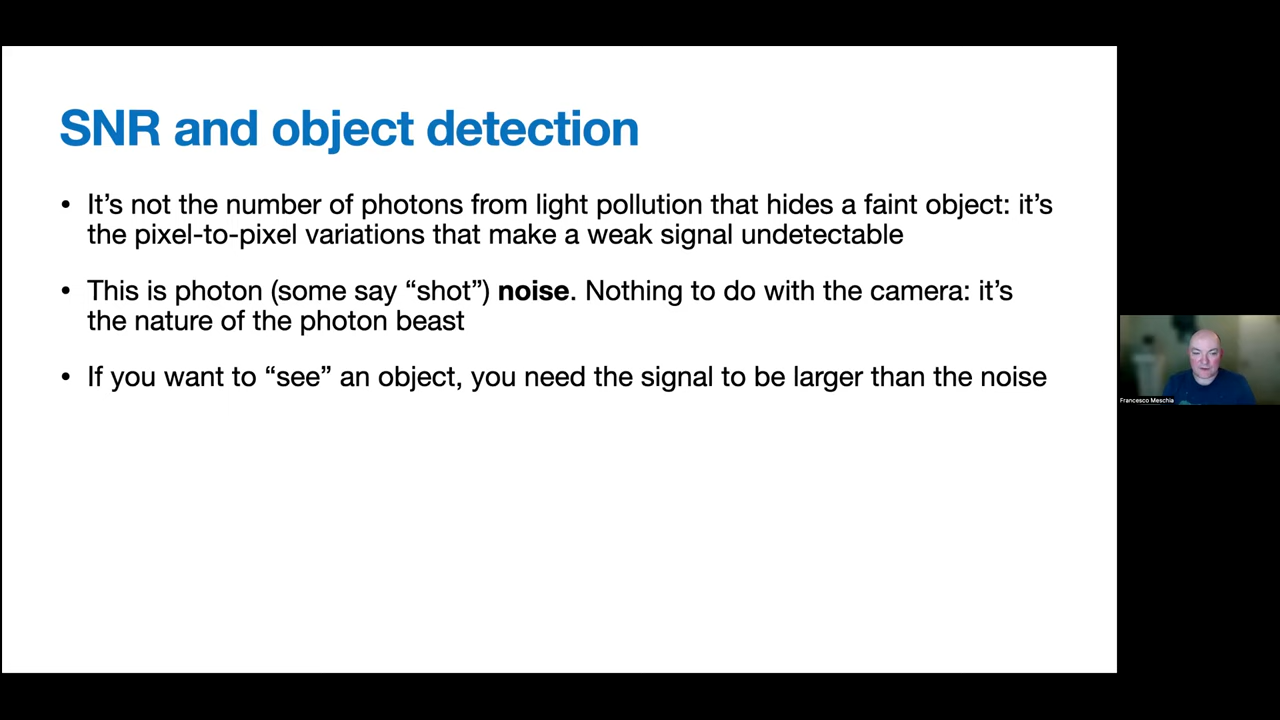 SNR and object detection
• It’s not the number of photons from light pollution that hides a faint object: it’s
the pixel-to-pixel variations that make a weak signal undetectable
• This is photon (some say “shot”) noise. Nothing to do with the camera: it’s
the nature of the photon beast
• If you want to “see” an object, you need the signal to be larger than the noise
Francesco Meschia